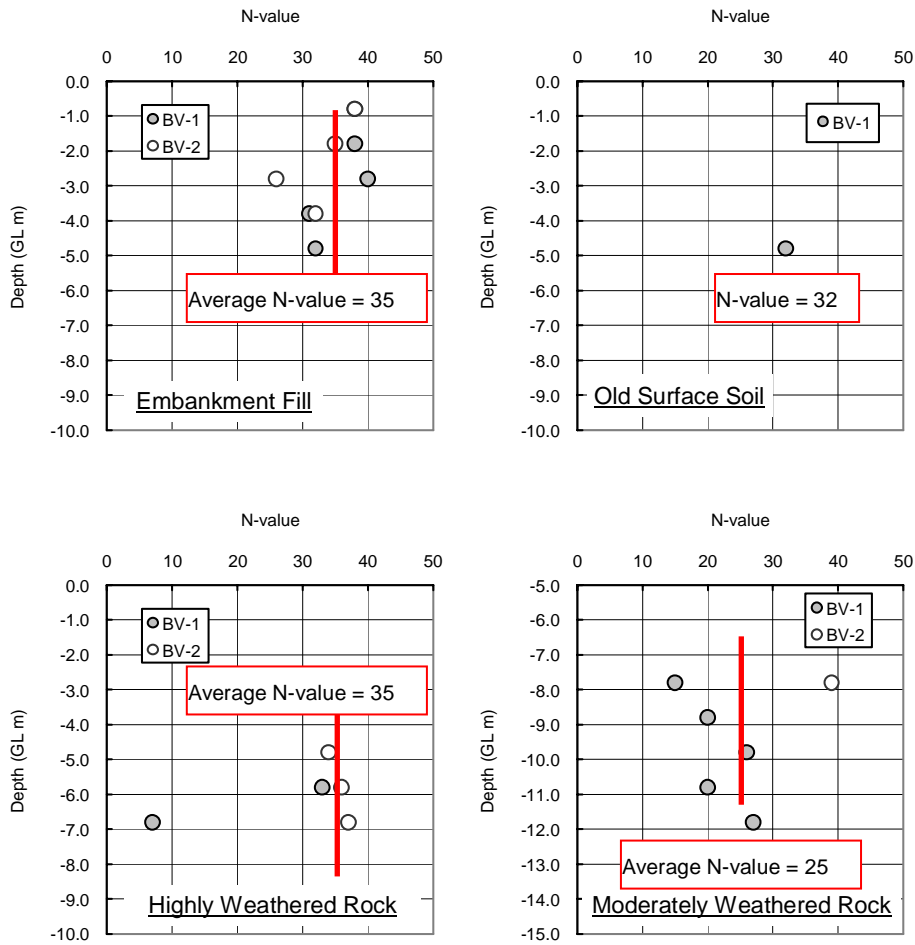 N-value
0 10 20 30 40 50
0.0
-1.0
-2.0
-3.0
-4.0
-5.0
-6.0
-7.0
-8.0
-9.0
-10.0
Depth (GL m)
BV-1
BV-2
Average N-value = 35
Embankment Fill
N-value
0 10 20 30 40 50
0.0
-1.0
-2.0
-3.0
-4.0
-5.0
-6.0
-7.0
-8.0
-9.0
-10.0
Depth (GL m)
BV-1
N-value = 32
Old Surface Soil
N-value
0 10 20 30 40 50
0.0
-1.0
-2.0
-3.0
-4.0
-5.0
-6.0
-7.0
-8.0
-9.0
-10.0
Depth (GL m)
BV-1
BV-2
Average N-value = 35
Highly Weathered Rock
N-value
0 10 20 30 40 50
-5.0
-6.0
-7.0
-8.0
-9.0
-10.0
-11.0
-12.0
-13.0
-14.0
-15.0
Depth (GL m)
BV-1
BV-2
Average N-value = 25
Moderately Weathered Rock